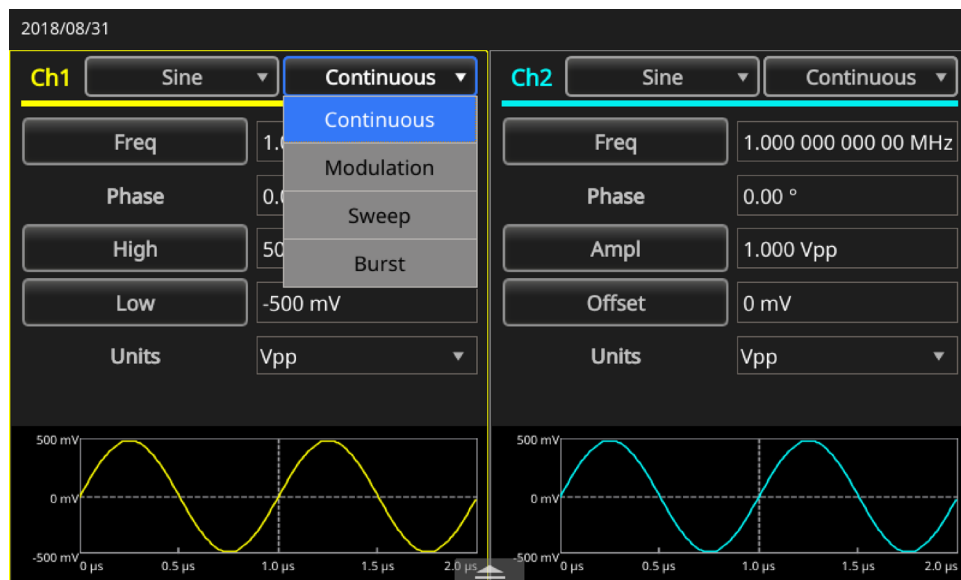 2018/08/31
Ch1 Sine Continuous
Ch2 Sine Continuous
Continuous
Modulation
Sweep
Burst
Freq 1.
Phase 0.
High 50
Low -500 mV
Units Vpp
Freq 1.000 000 000 00 MHz
Phase 0.00 °
Ampl 1.000 Vpp
Offset 0 mV
Units Vpp
500 mV
0 mV
-500 mV
0 µs 0.5 µs 1.0 µs 1.5 µs 2.0 µs
500 mV
0 mV
-500 mV
0 µs 0.5 µs 1.0 µs 1.5 µs 2.0 µs